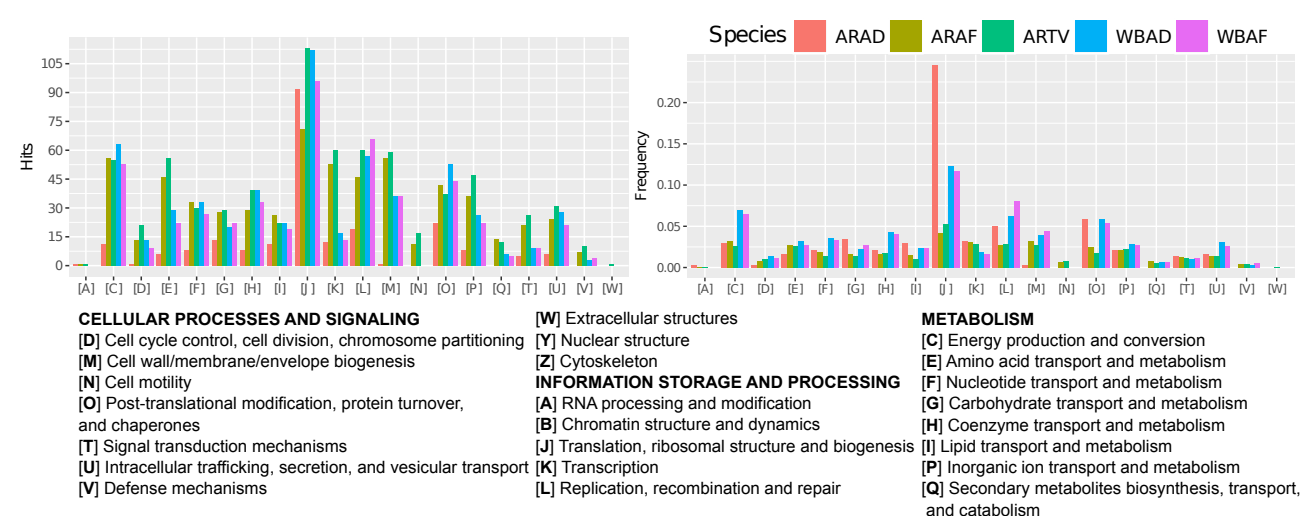 Species ARAD ARAF ARTV WBAD WBAF
Hits
105
90
75
60
45
30
15
0
[A] [C] [D] [E] [F] [G] [H] [I] [J] [K] [L] [M] [N] [O] [P] [Q] [T] [U] [V] [W]
Frequency
0.20
0.15
0.10
0.05
0.00
[A] [C] [D] [E] [F] [G] [H] [I] [J] [K] [L] [M] [N] [O] [P] [Q] [T] [U] [V] [W]
CELLULAR PROCESSES AND SIGNALING
[D] Cell cycle control, cell division, chromosome partitioning
[M] Cell wall/membrane/envelope biogenesis
[N] Cell motility
[O] Post-translational modification, protein turnover,
and chaperones
[T] Signal transduction mechanisms
[U] Intracellular trafficking, secretion, and vesicular transport
[V] Defense mechanisms
[W] Extracellular structures
[Y] Nuclear structure
[Z] Cytoskeleton
INFORMATION STORAGE AND PROCESSING
[A] RNA processing and modification
[B] Chromatin structure and dynamics
[J] Translation, ribosomal structure and biogenesis
[K] Transcription
[L] Replication, recombination and repair
METABOLISM
[C] Energy production and conversion
[E] Amino acid transport and metabolism
[F] Nucleotide transport and metabolism
[G] Carbohydrate transport and metabolism
[H] Coenzyme transport and metabolism
[I] Lipid transport and metabolism
[P] Inorganic ion transport and metabolism
[Q] Secondary metabolites biosynthesis, transport,
and catabolism